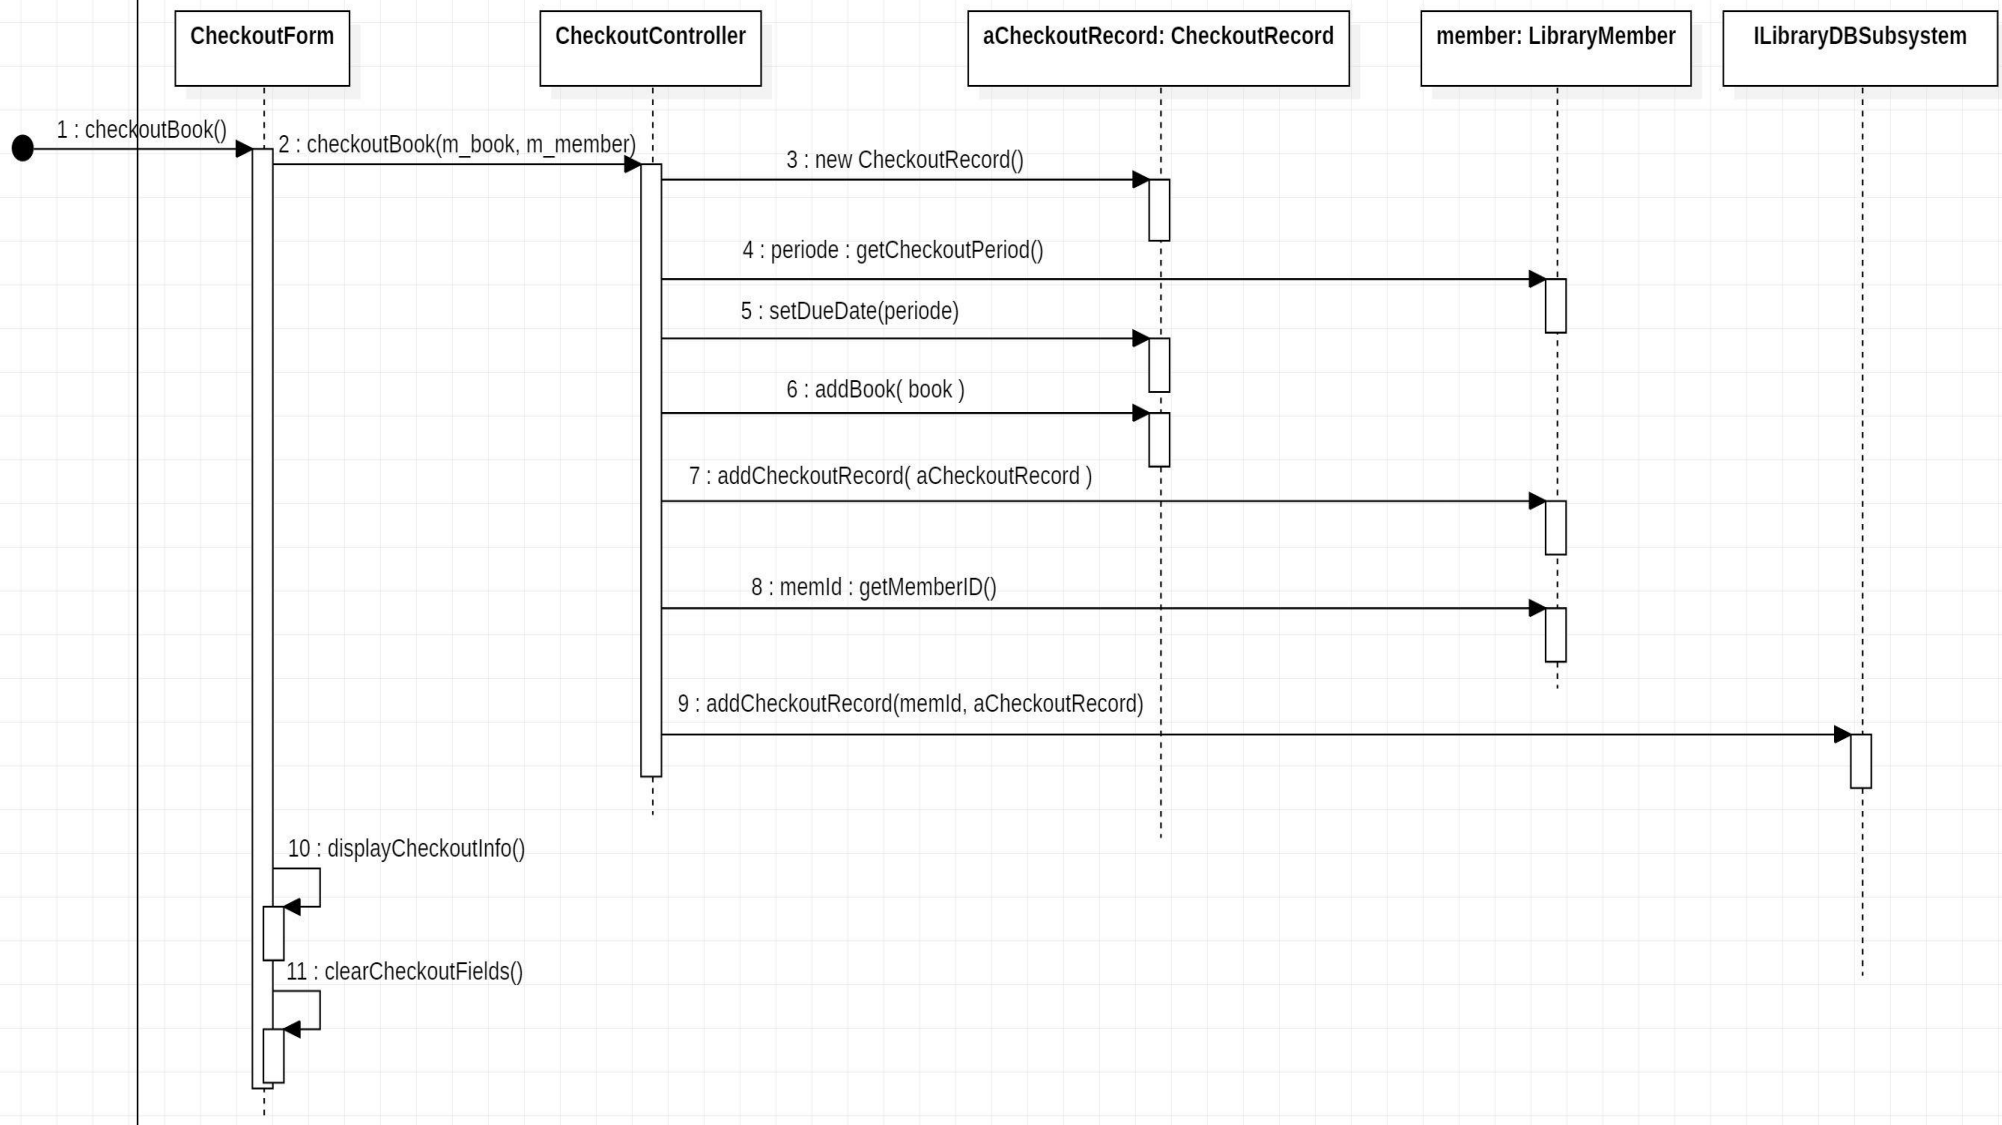 CheckoutForm
CheckoutController
aCheckoutRecord: CheckoutRecord
member: LibraryMember
ILibraryDBSubsystem
1 : checkoutBook()
2 : checkoutBook(m_book, m_member)
3 : new CheckoutRecord()
4 : periode : getCheckoutPeriod()
5 : setDueDate(periode)
6 : addBook( book )
7 : addCheckoutRecord( aCheckoutRecord )
8 : memId : getMemberID()
9 : addCheckoutRecord(memId, aCheckoutRecord)
10 : displayCheckoutInfo()
11 : clearCheckoutFields()